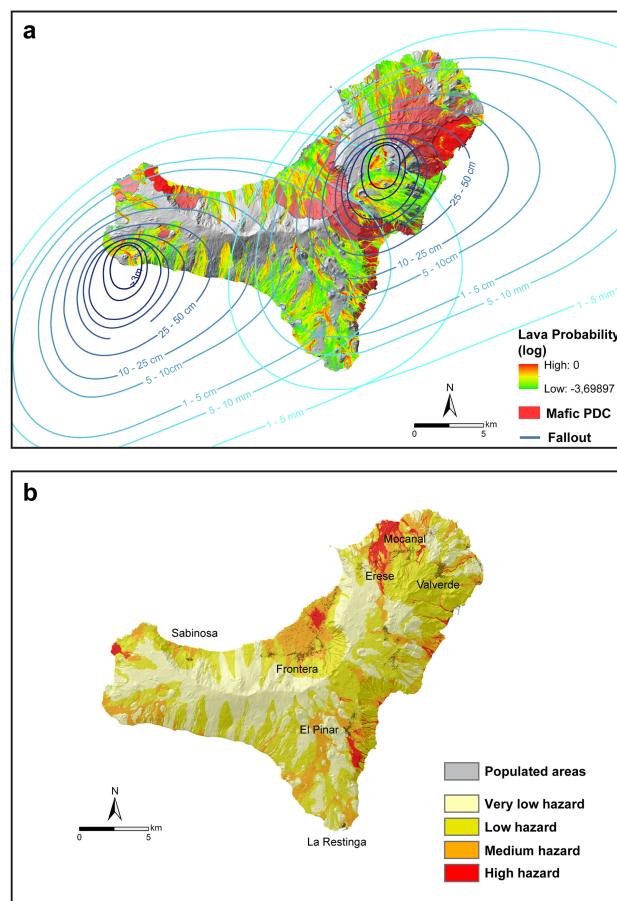 a
25 - 50 cm
10 - 25 cm
5 - 10cm
1 - 5 cm
5 - 10 mm
1 - 5 mm
>3m
25 - 50 cm
10 - 25 cm
5 - 10cm
1 - 5 cm
5 - 10 mm
1 - 5 mm
Lava Probability
(log)
High: 0
Low: -3,69897
Mafic PDC
Fallout
N
0 5
km
b
Mocanal
Erese
Valverde
Sabinosa
Frontera
El Pinar
La Restinga
N
0 5
km
Populated areas
Very low hazard
Low hazard
Medium hazard
High hazard